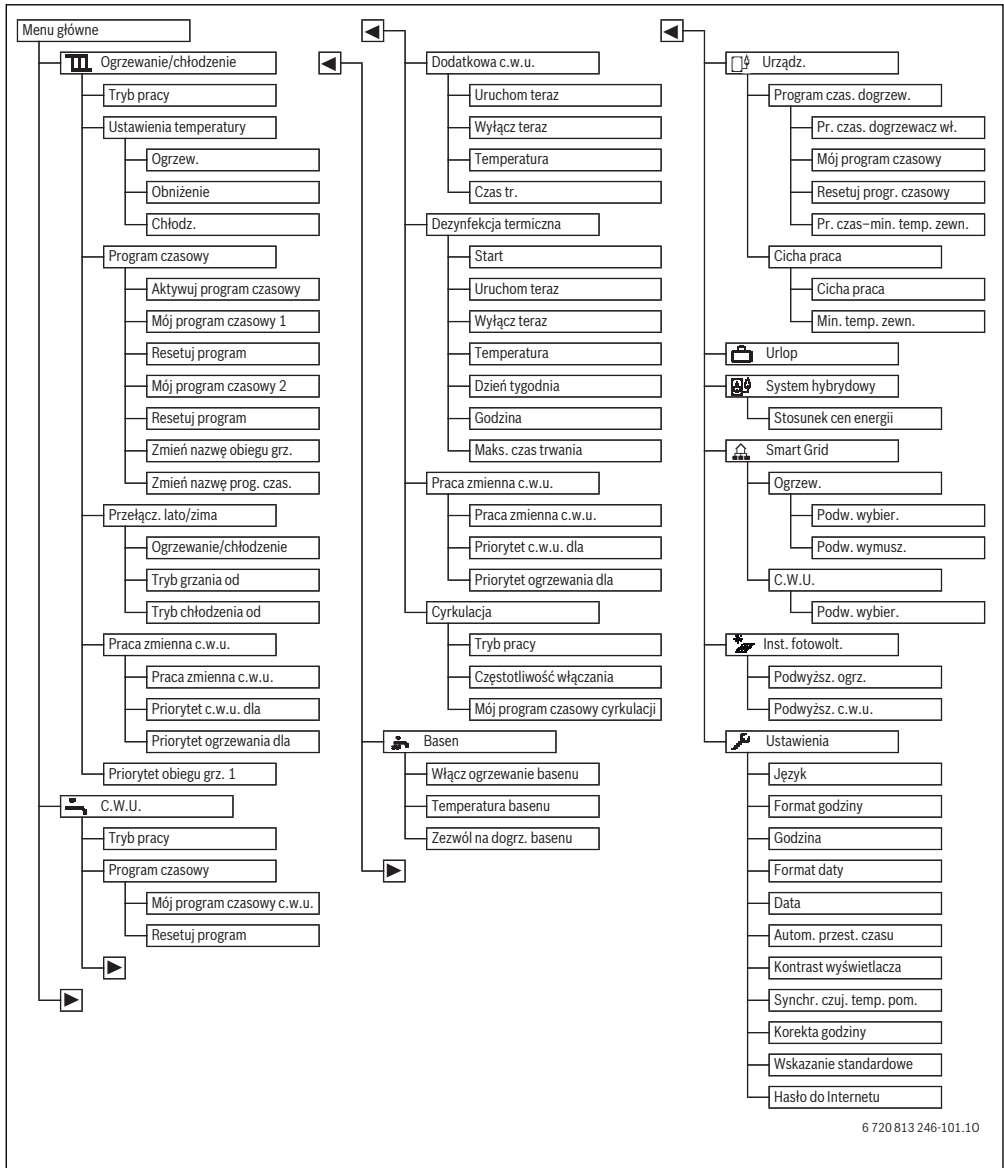 Menu główne
Ogrzewanie/chłodzenie
Tryb pracy
Ustawienia temperatury
Ogrzew.
Obniżenie
Chłodz.
Program czasowy
Aktywuj program czasowy
Mój program czasowy 1
Resetuj program
Mój program czasowy 2
Resetuj program
Zmień nazwę obiegu grz.
Zmień nazwę prog. czas.
Przełącz. lato/zima
Ogrzewanie/chłodzenie
Tryb grzania od
Tryb chłodzenia od
Praca zmienna c.w.u.
Praca zmienna c.w.u.
Priorytet c.w.u. dla
Priorytet ogrzewania dla
Priorytet obiegu grz. 1
C.W.U.
Tryb pracy
Program czasowy
Mój program czasowy c.w.u.
Resetuj program
Dodatkowa c.w.u.
Uruchom teraz
Wyłącz teraz
Temperatura
Czas tr.
Dezynfekcja termiczna
Start
Uruchom teraz
Wyłącz teraz
Temperatura
Dzień tygodnia
Godzina
Maks. czas trwania
Praca zmienna c.w.u.
Praca zmienna c.w.u.
Priorytet c.w.u. dla
Priorytet ogrzewania dla
Cyrkulacja
Tryb pracy
Częstotliwość włączania
Mój program czasowy cyrkulacji
Basen
Włącz ogrzewanie basenu
Temperatura basenu
Zezwól na dogrz. basenu
Urządz.
Program czas. dogrzew.
Pr. czas. dogrzewacz wł.
Mój program czasowy
Resetuj progr. czasowy
Pr. czas–min. temp. zewn.
Cicha praca
Cicha praca
Min. temp. zewn.
Urlop
System hybrydowy
Stosunek cen energii
Smart Grid
Ogrzew.
Podw. wybier.
Podw. wymusz.
C.W.U.
Podw. wybier.
Inst. fotowolt.
Podwyższ. ogrz.
Podwyższ. c.w.u.
Ustawienia
Język
Format godziny
Godzina
Format daty
Data
Autom. przest. czasu
Kontrast wyświetlacza
Synchr. czuj. temp. pom.
Korekta godziny
Wskazanie standardowe
Hasło do Internetu
6 720 813 246-101.1O